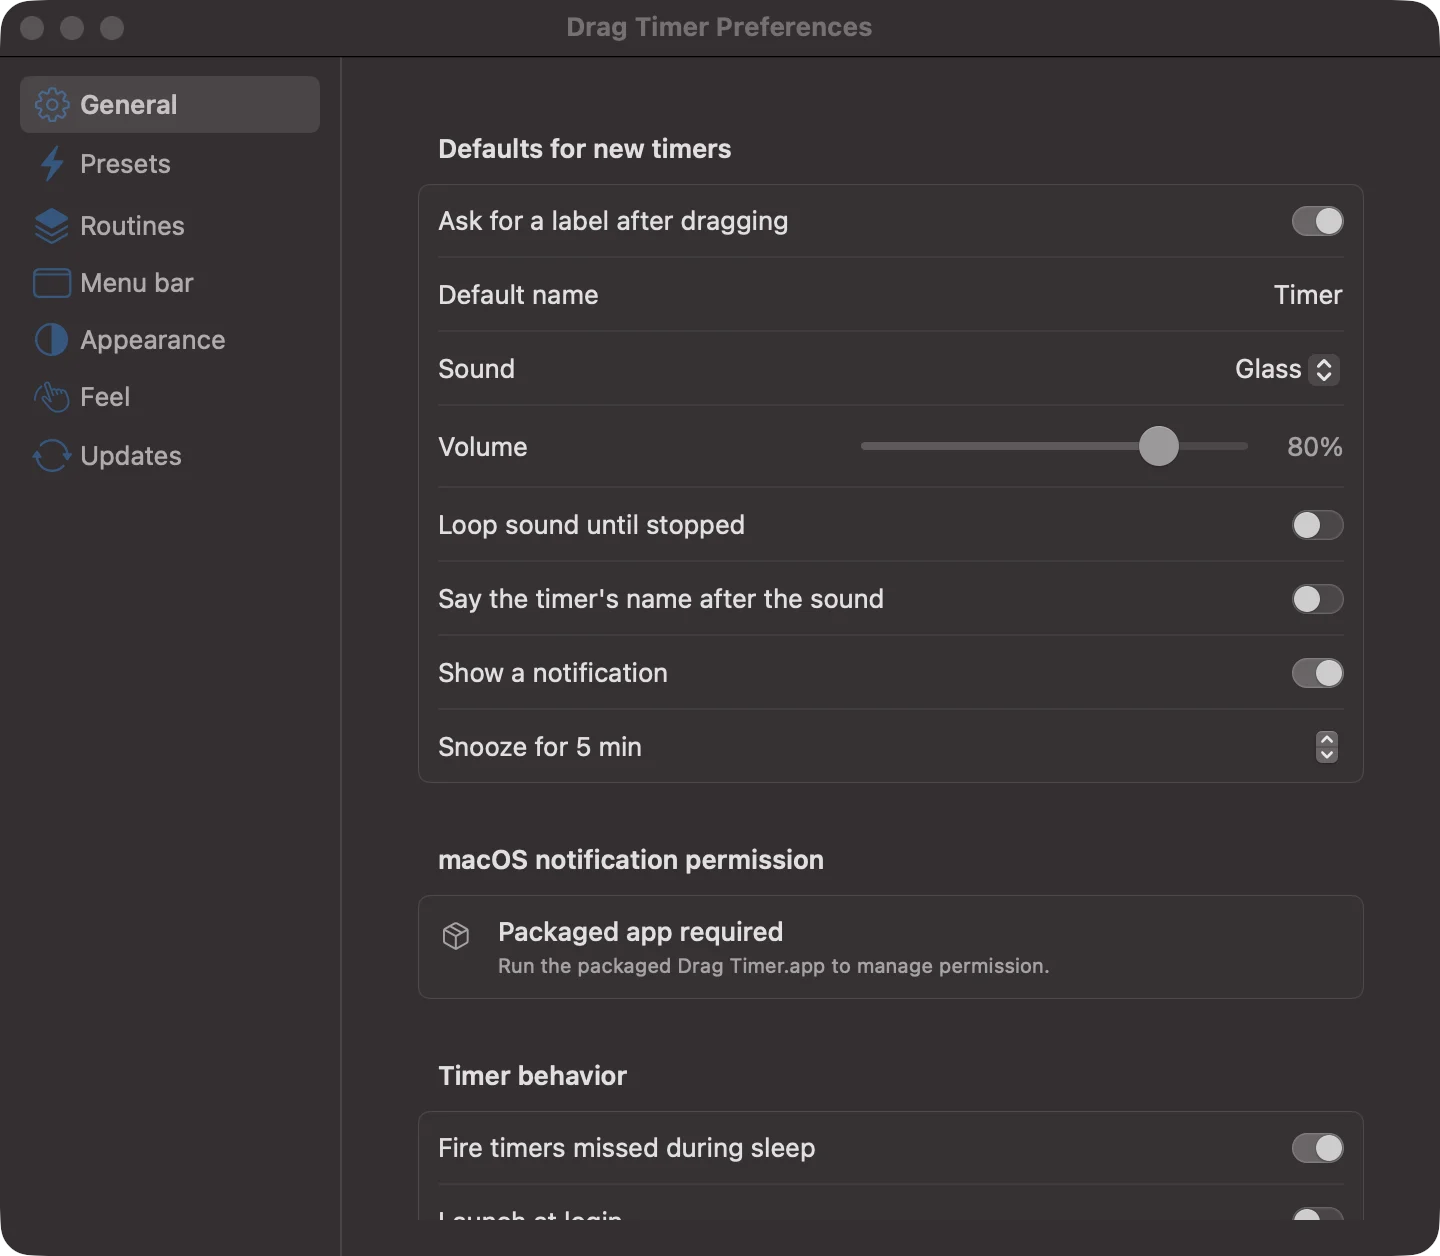 Drag Timer Preferences
General
Presets
Routines
Menu bar
Appearance
Feel
Updates
Defaults for new timers
Ask for a label after dragging
Default name Timer
Sound Glass
Volume 80%
Loop sound until stopped
Say the timer's name after the sound
Show a notification
Snooze for 5 min
macOS notification permission
Packaged app required
Run the packaged Drag Timer.app to manage permission.
Timer behavior
Fire timers missed during sleep
Launch at login